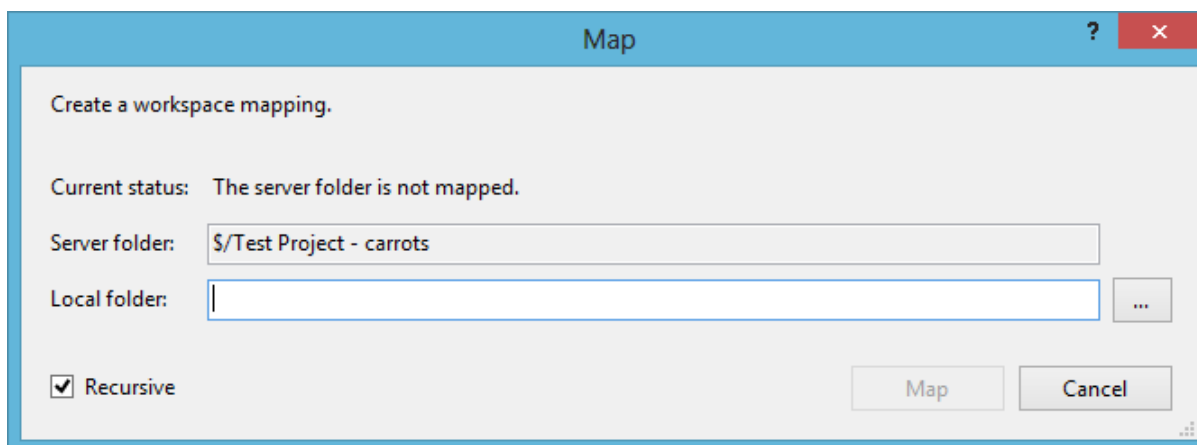 Map
?
×
Create a workspace mapping.
Current status: The server folder is not mapped.
Server folder: $/Test Project - carrots
Local folder:
...
Recursive
Map
Cancel